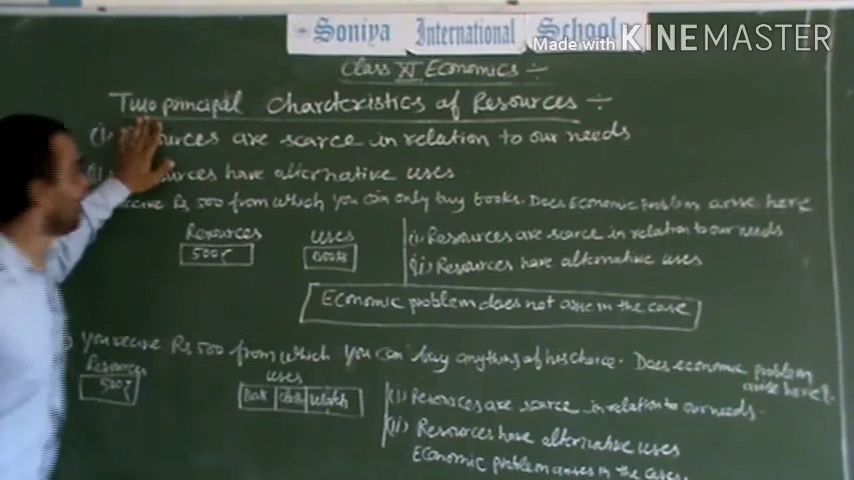 Soniya International School
Made with KINEMASTER
Class XI Economics ÷
Two principal Charcteristics of Resources ÷
are scarce in relation to our needs
have alternative uses
Rs 500 from which you can only buy books. Does Economic problem arise here
Resources uses
500 Books
(i) Resources are scarce in relation to our needs
(ii) Resources have alternative uses
Economic problem does not arise in the case
you receive Rs 500 from which you can buy anything of his choice. Does economic problem
arise here?
Resources
500
uses
(i) Resources are scarce in relation to our needs.
(ii) Resources have alternative uses
Economic problem arises in the cases.